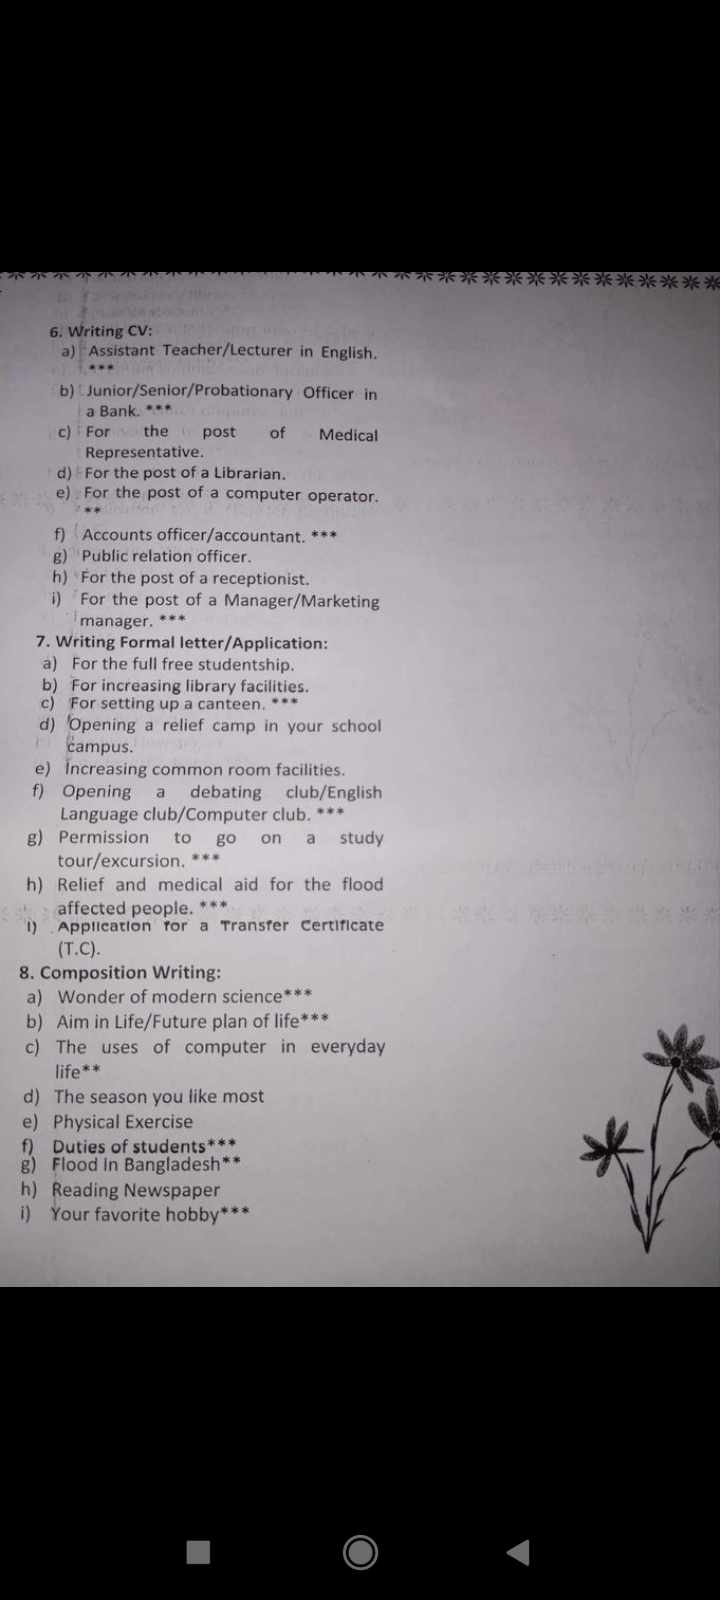 6. Writing CV:
a) Assistant Teacher/Lecturer in English.
***
b) Junior/Senior/Probationary Officer in
a Bank. ***
c) For the post of Medical
Representative.
d) For the post of a Librarian.
e) For the post of a computer operator.
**
f) Accounts officer/accountant. ***
g) Public relation officer.
h) For the post of a receptionist.
i) For the post of a Manager/Marketing
manager. ***
7. Writing Formal letter/Application:
a) For the full free studentship.
b) For increasing library facilities.
c) For setting up a canteen. ***
d) Opening a relief camp in your school
campus.
e) Increasing common room facilities.
f) Opening a debating club/English
Language club/Computer club. ***
g) Permission to go on a study
tour/excursion. ***
h) Relief and medical aid for the flood
affected people. ***
i) Application for a Transfer Certificate
(T.C).
8. Composition Writing:
a) Wonder of modern science***
b) Aim in Life/Future plan of life***
c) The uses of computer in everyday
life**
d) The season you like most
e) Physical Exercise
f) Duties of students***
g) Flood in Bangladesh**
h) Reading Newspaper
i) Your favorite hobby***